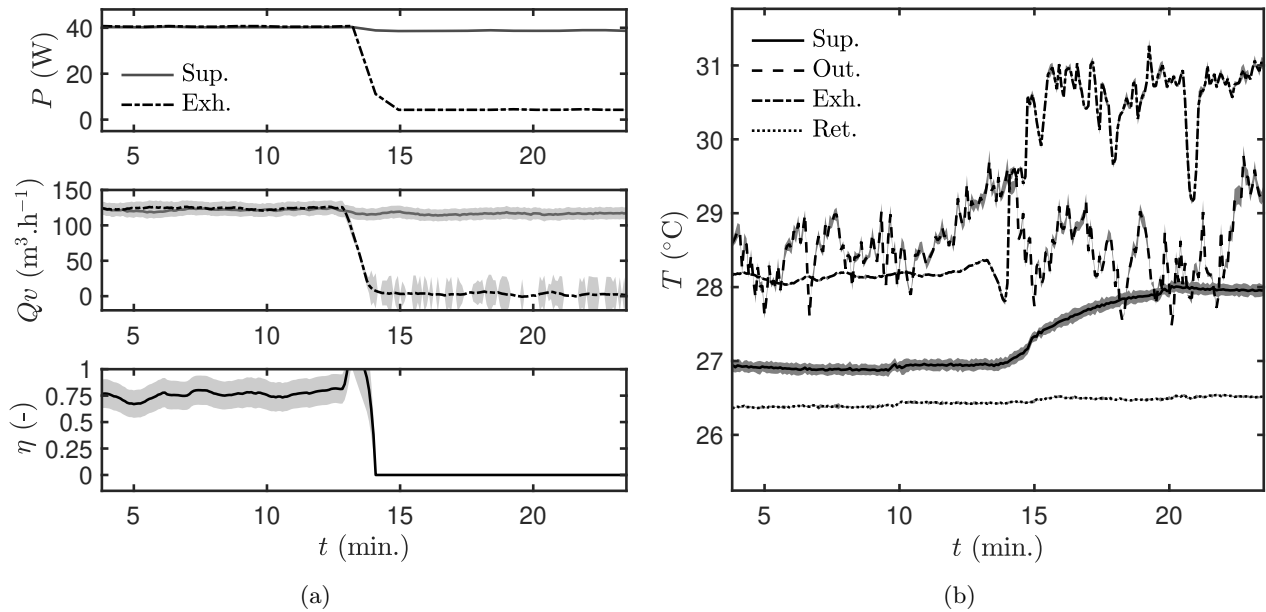 P (W)
40
20
0
Sup.
Exh.
5
10
15
20
Qv (m³.h⁻¹)
150
100
50
0
5
10
15
20
η (-)
1
0.75
0.5
0.25
0
5
10
15
20
t (min.)
(a)
T (°C)
31
30
29
28
27
26
Sup.
Out.
Exh.
Ret.
5
10
15
20
t (min.)
(b)